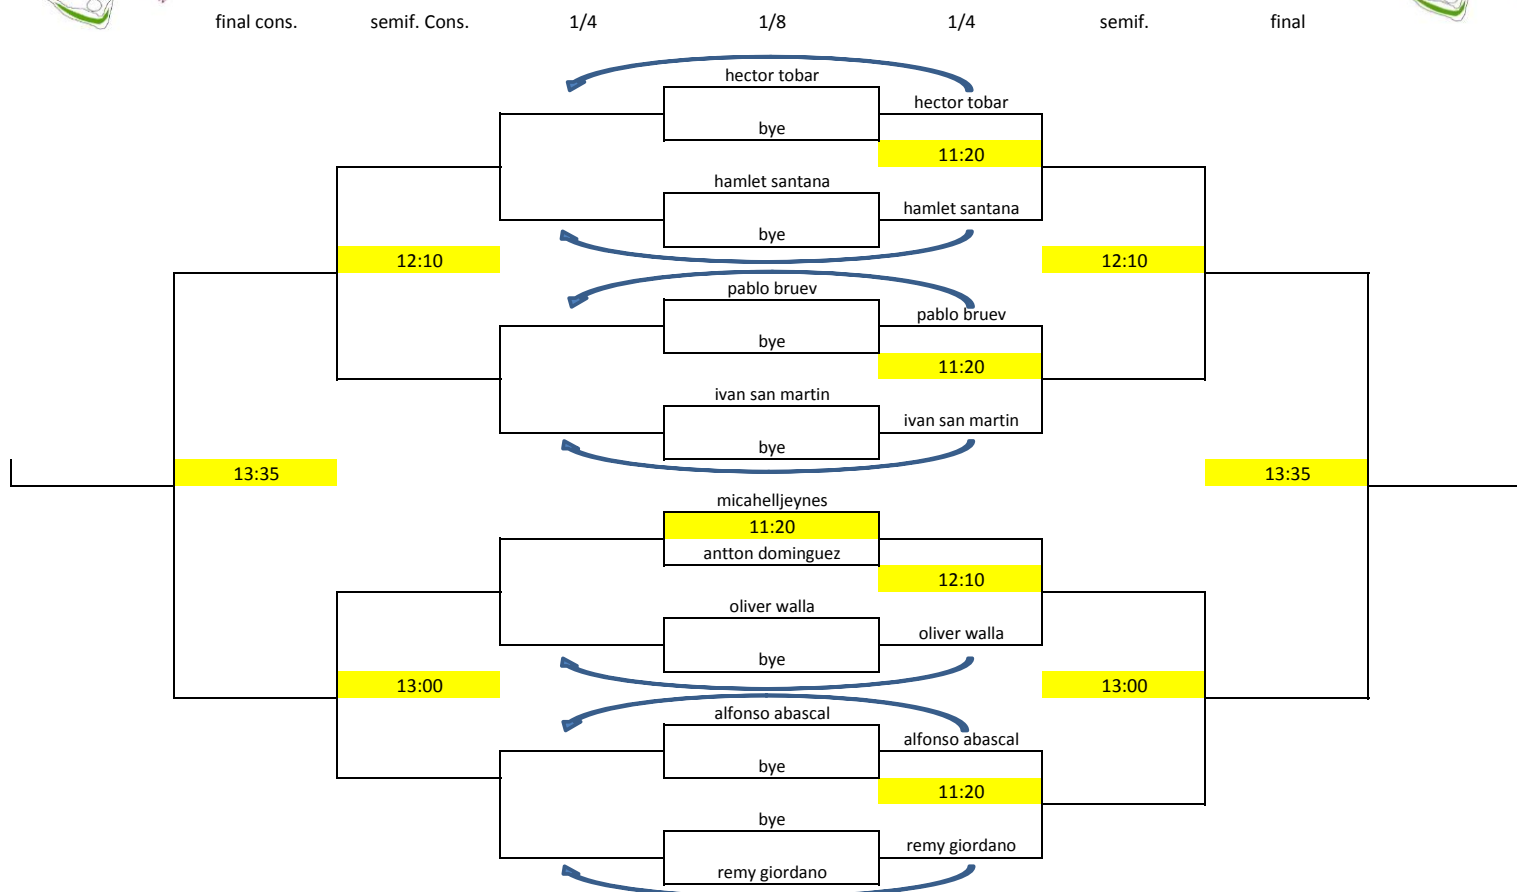 final cons. semif. Cons. 1/4 1/8 1/4 semif. final
hector tobar
hector tobar
bye
11:20
hamlet santana
hamlet santana
bye
12:10 12:10
pablo bruev
pablo bruev
bye
11:20
ivan san martin
ivan san martin
bye
13:35 13:35
micahelljeynes
11:20
antton dominguez
12:10
oliver walla
oliver walla
bye
13:00 13:00
alfonso abascal
alfonso abascal
bye
11:20
bye
remy giordano
remy giordano